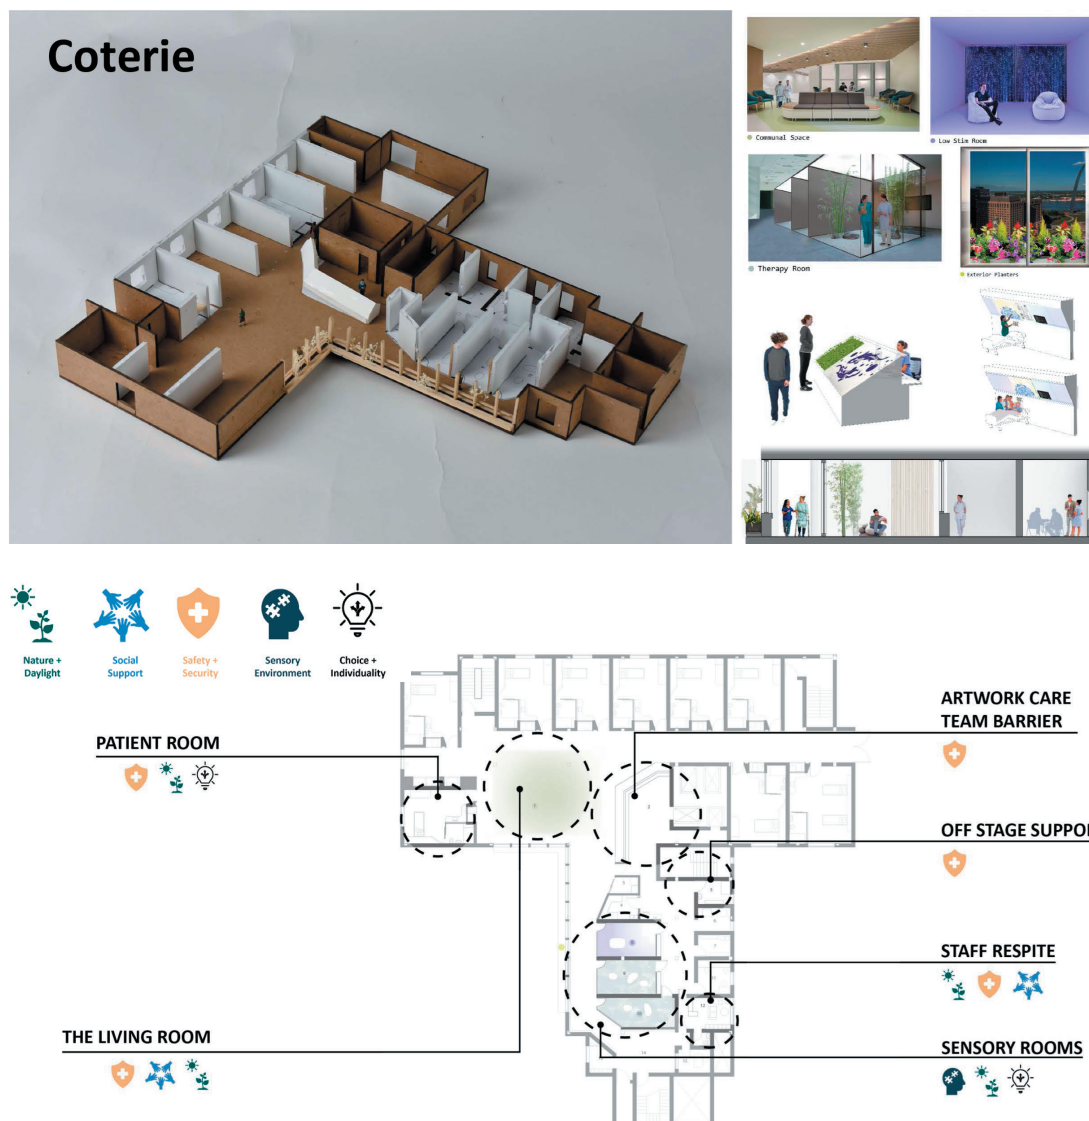 Coterie
Communal Space
Low Stim Room
Therapy Room
Exterior Planters
Nature +
Daylight
Social
Support
Safety +
Security
Sensory
Environment
Choice +
Individuality
ARTWORK CARE
TEAM BARRIER
PATIENT ROOM
OFF STAGE SUPPOR
STAFF RESPITE
THE LIVING ROOM
SENSORY ROOMS